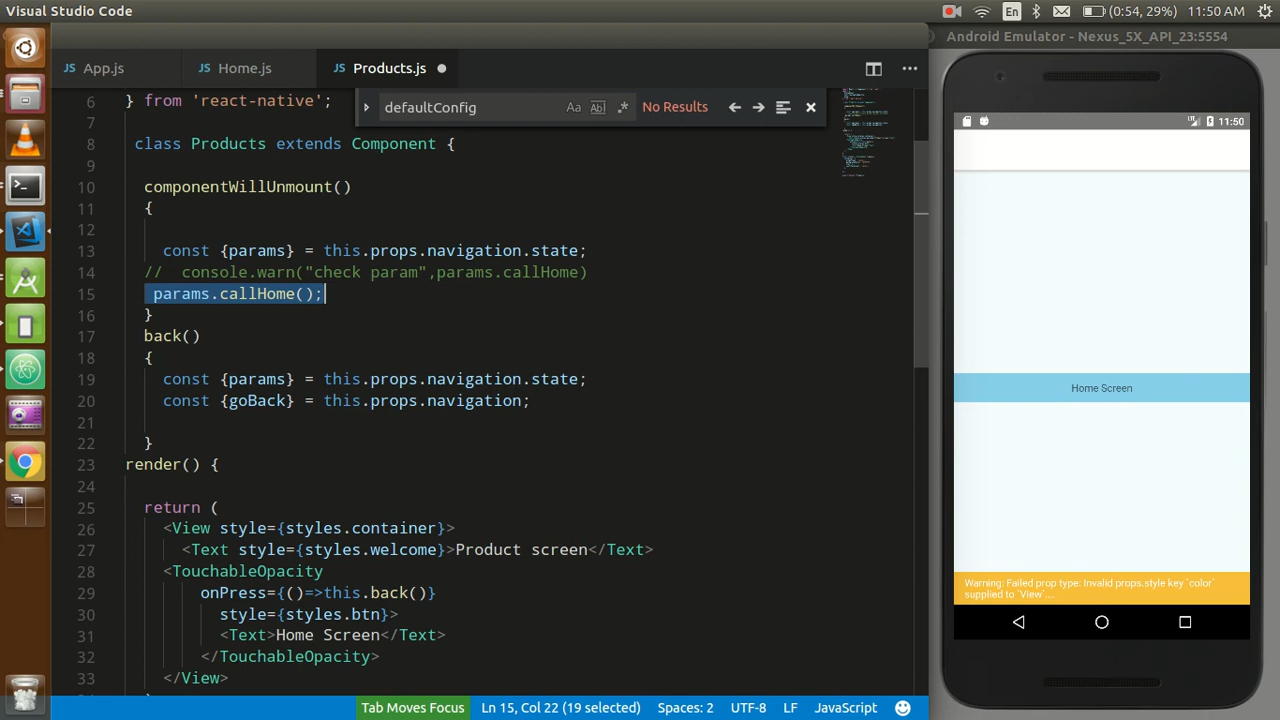 Visual Studio Code
En
(0:54, 29%)
11:50 AM
JS App.js
JS Home.js
JS Products.js
defaultConfig
Aa
Abl
.*
No Results
6 } from 'react-native';
7
8 class Products extends Component {
9
10 componentWillUnmount()
11 {
12
13 const {params} = this.props.navigation.state;
14 // console.warn("check param",params.callHome)
15 params.callHome();
16 }
17 back()
18 {
19 const {params} = this.props.navigation.state;
20 const {goBack} = this.props.navigation;
21
22 }
23 render() {
24
25 return (
26 <View style={styles.container}>
27 <Text style={styles.welcome}>Product screen</Text>
28 <TouchableOpacity
29 onPress={()=>this.back()}
30 style={styles.btn}>
31 <Text>Home Screen</Text>
32 </TouchableOpacity>
33 </View>
Tab Moves Focus
Ln 15, Col 22 (19 selected)
Spaces: 2
UTF-8
LF
JavaScript
Android Emulator - Nexus_5X_API_23:5554
11:50
Home Screen
Warning: Failed prop type: Invalid props.style key `color`
supplied to `View`...